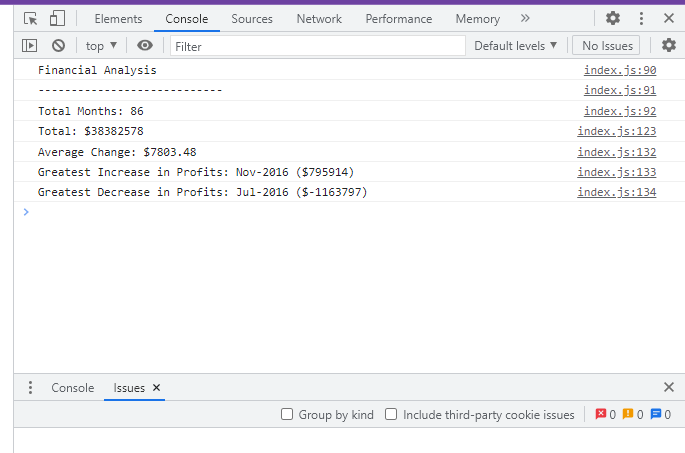 Elements Console Sources Network Performance Memory »
top ▼ Filter Default levels ▼ No Issues
Financial Analysis index.js:90
---------------------------- index.js:91
Total Months: 86 index.js:92
Total: $38382578 index.js:123
Average Change: $7803.48 index.js:132
Greatest Increase in Profits: Nov-2016 ($795914) index.js:133
Greatest Decrease in Profits: Jul-2016 ($-1163797) index.js:134
>
Console Issues ×
Group by kind Include third-party cookie issues 0 0 0